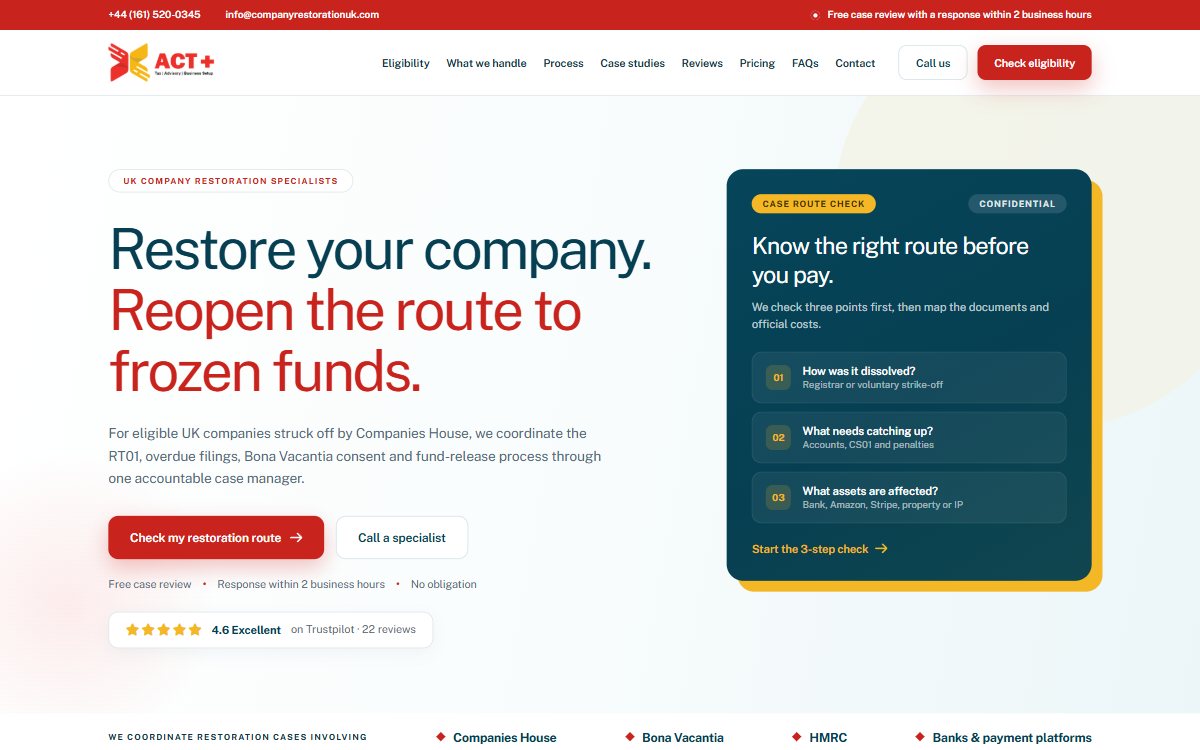 +44 (161) 520-0345 info@companyrestorationuk.com Free case review with a response within 2 business hours
ACT+
Tax | Advisory | Business Setup
Eligibility What we handle Process Case studies Reviews Pricing FAQs Contact Call us Check eligibility
UK COMPANY RESTORATION SPECIALISTS
Restore your company.
Reopen the route to
frozen funds.
For eligible UK companies struck off by Companies House, we coordinate the
RT01, overdue filings, Bona Vacantia consent and fund-release process through
one accountable case manager.
Check my restoration route → Call a specialist
Free case review • Response within 2 business hours • No obligation
4.6 Excellent on Trustpilot · 22 reviews
CASE ROUTE CHECK CONFIDENTIAL
Know the right route before
you pay.
We check three points first, then map the documents and
official costs.
01 How was it dissolved?
Registrar or voluntary strike-off
02 What needs catching up?
Accounts, CS01 and penalties
03 What assets are affected?
Bank, Amazon, Stripe, property or IP
Start the 3-step check →
WE COORDINATE RESTORATION CASES INVOLVING Companies House Bona Vacantia HMRC Banks & payment platforms